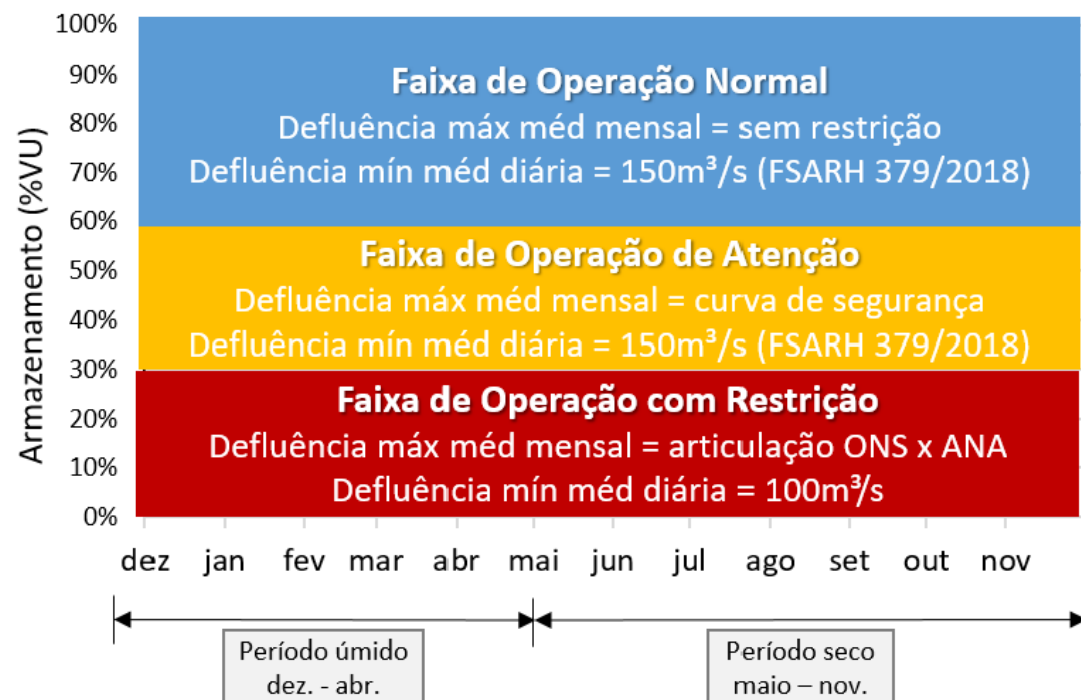 100%
90%
80%
70%
60%
50%
40%
30%
20%
10%
0%
Armazenamento (%VU)
Faixa de Operação Normal
Defluência máx méd mensal = sem restrição
Defluência mín méd diária = 150m³/s (FSARH 379/2018)
Faixa de Operação de Atenção
Defluência máx méd mensal = curva de segurança
Defluência mín méd diária = 150m³/s (FSARH 379/2018)
Faixa de Operação com Restrição
Defluência máx méd mensal = articulação ONS x ANA
Defluência mín méd diária = 100m³/s
dez jan fev mar abr mai jun jul ago set out nov
Período úmido
dez. - abr.
Período seco
maio – nov.